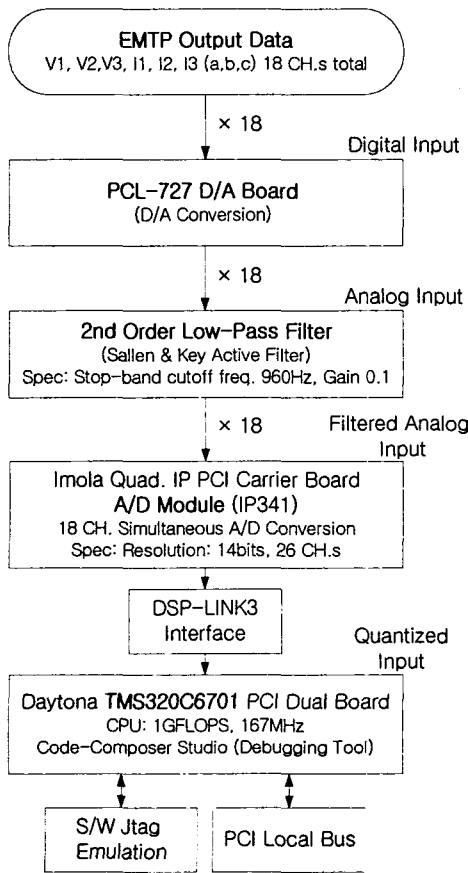 EMTP Output Data
V1, V2,V3, I1, I2, I3 (a,b,c) 18 CH.s total
× 18
Digital Input
PCL-727 D/A Board
(D/A Conversion)
× 18
Analog Input
2nd Order Low-Pass Filter
(Sallen & Key Active Filter)
Spec: Stop-band cutoff freq. 960Hz, Gain 0.1
× 18
Filtered Analog
Input
Imola Quad. IP PCI Carrier Board
A/D Module (IP341)
18 CH. Simultaneous A/D Conversion
Spec: Resolution: 14bits, 26 CH.s
DSP-LINK3
Interface
Quantized
Input
Daytona TMS320C6701 PCI Dual Board
CPU: 1GFLOPS, 167MHz
Code-Composer Studio (Debugging Tool)
S/W Jtag
Emulation
PCI Local Bus